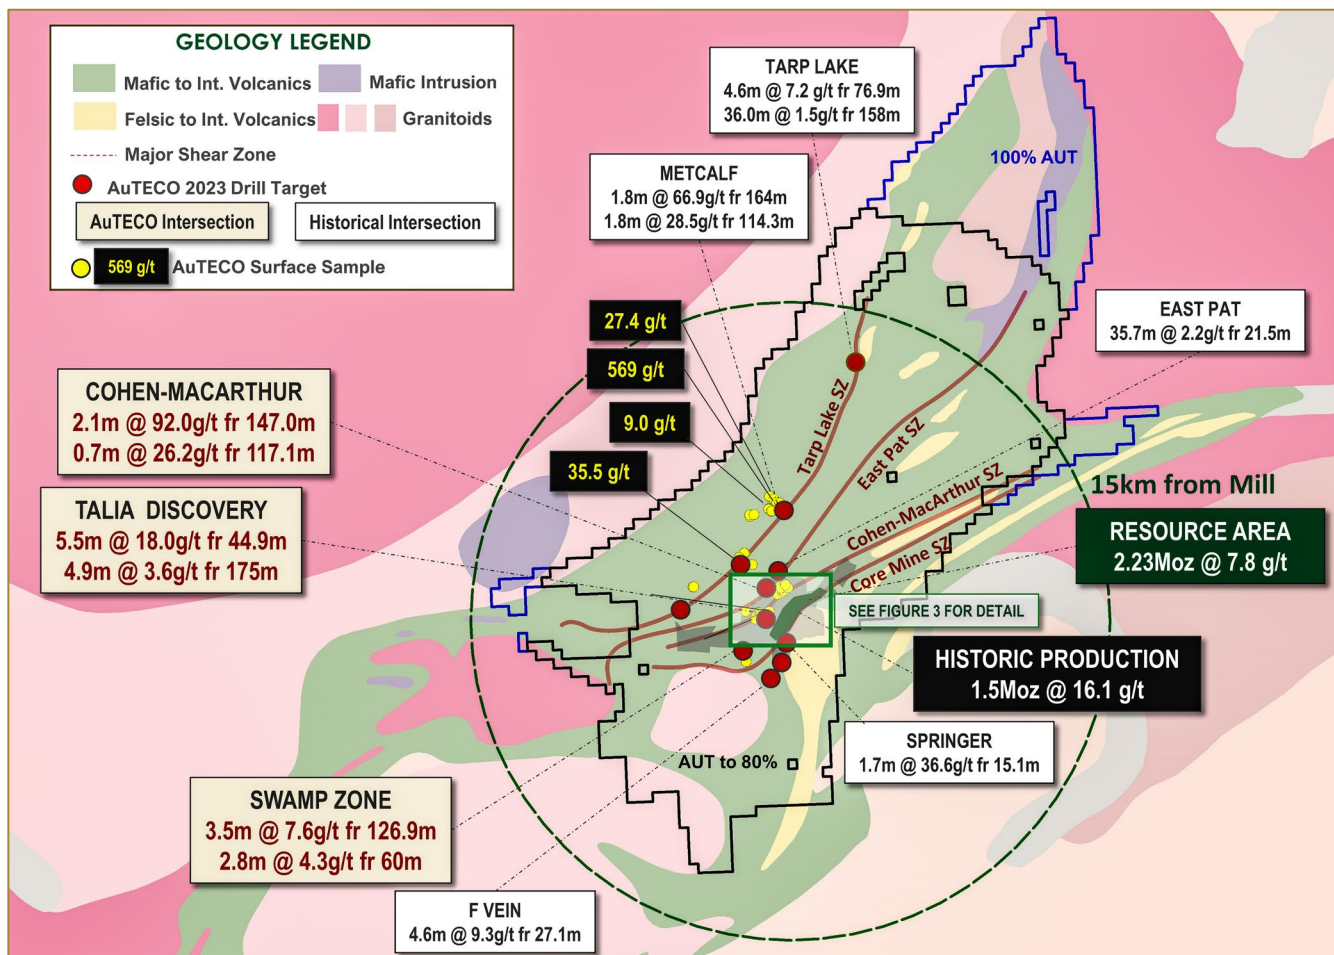 GEOLOGY LEGEND
Mafic to Int. Volcanics
Mafic Intrusion
Felsic to Int. Volcanics
Granitoids
Major Shear Zone
AuTECO 2023 Drill Target
AuTECO Intersection
Historical Intersection
569 g/t
AuTECO Surface Sample
TARP LAKE
4.6m @ 7.2 g/t fr 76.9m
36.0m @ 1.5g/t fr 158m
METCALF
1.8m @ 66.9g/t fr 164m
1.8m @ 28.5g/t fr 114.3m
100% AUT
EAST PAT
35.7m @ 2.2g/t fr 21.5m
27.4 g/t
569 g/t
9.0 g/t
35.5 g/t
COHEN-MACARTHUR
2.1m @ 92.0g/t fr 147.0m
0.7m @ 26.2g/t fr 117.1m
TALIA DISCOVERY
5.5m @ 18.0g/t fr 44.9m
4.9m @ 3.6g/t fr 175m
Tarp Lake SZ
East Pat SZ
Cohen-MacArthur SZ
Core Mine SZ
15km from Mill
RESOURCE AREA
2.23Moz @ 7.8 g/t
SEE FIGURE 3 FOR DETAIL
HISTORIC PRODUCTION
1.5Moz @ 16.1 g/t
SPRINGER
1.7m @ 36.6g/t fr 15.1m
AUT to 80%
SWAMP ZONE
3.5m @ 7.6g/t fr 126.9m
2.8m @ 4.3g/t fr 60m
F VEIN
4.6m @ 9.3g/t fr 27.1m